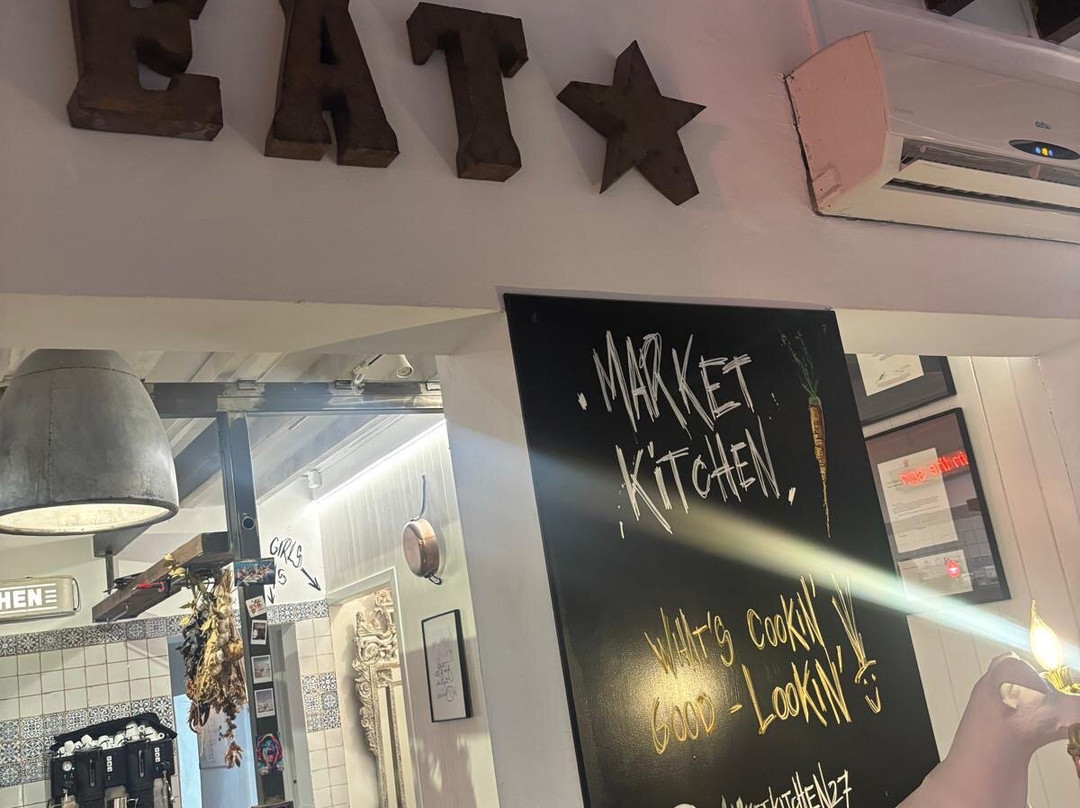 EAT
MARKET
KITCHEN
WHAT'S COOKIN'
GOOD-LOOKIN'
GIRLS
HEN